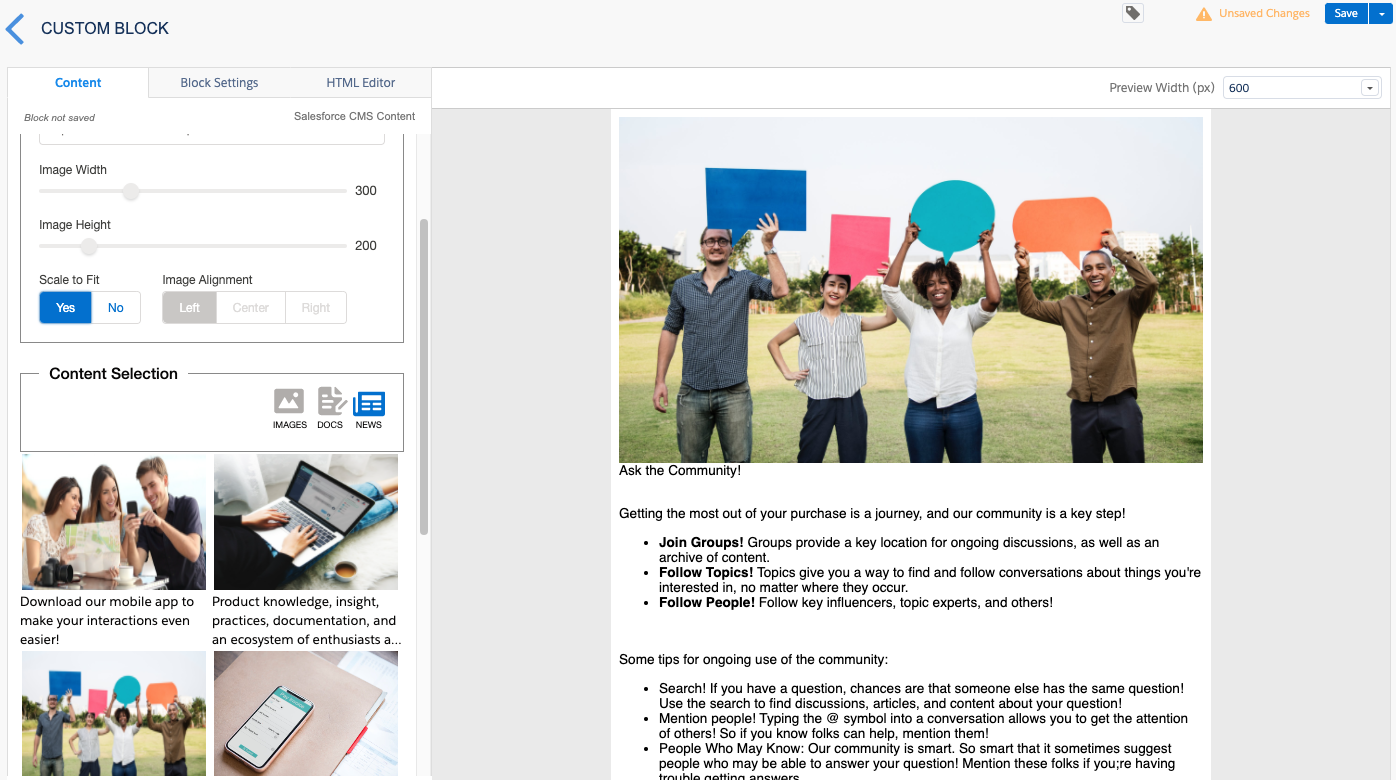 CUSTOM BLOCK
Unsaved Changes
Save
Content
Block Settings
HTML Editor
Block not saved
Salesforce CMS Content
Image Width
300
Image Height
200
Scale to Fit
Image Alignment
Yes
No
Left
Center
Right
Content Selection
IMAGES
DOCS
NEWS
Download our mobile app to
make your interactions even
easier!
Product knowledge, insight,
practices, documentation, and
an ecosystem of enthusiasts a...
Preview Width (px)
600
Ask the Community!
Getting the most out of your purchase is a journey, and our community is a key step!
• Join Groups! Groups provide a key location for ongoing discussions, as well as an
archive of content.
• Follow Topics! Topics give you a way to find and follow conversations about things you're
interested in, no matter where they occur.
• Follow People! Follow key influencers, topic experts, and others!
Some tips for ongoing use of the community:
• Search! If you have a question, chances are that someone else has the same question!
Use the search to find discussions, articles, and content about your question!
• Mention people! Typing the @ symbol into a conversation allows you to get the attention
of others! So if you know folks can help, mention them!
• People Who May Know: Our community is smart. So smart that it sometimes suggest
people who may be able to answer your question! Mention these folks if you;re having
trouble getting answers